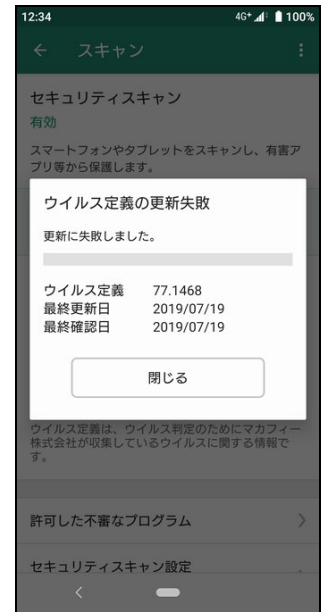 12:34
4G+
100%
スキャン
セキュリティスキャン
有効
スマートフォンやタブレットをスキャンし、有害ア
プリ等から保護します。
ウイルス定義の更新失敗
更新に失敗しました。
ウイルス定義 77.1468
最終更新日 2019/07/19
最終確認日 2019/07/19
閉じる
ウイルス定義は、ウイルス判定のためにマカフィー
株式会社が収集しているウイルスに関する情報で
す。
許可した不審なプログラム
セキュリティスキャン設定